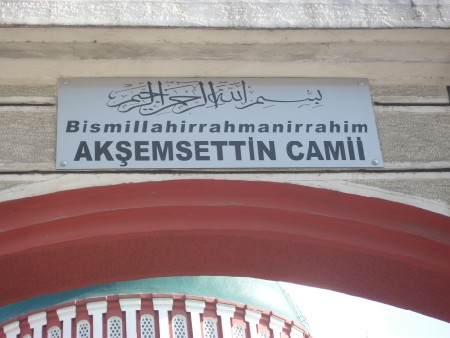 بسم الله الرحمن الرحيم
Bismillahirrahmanirrahim
AKŞEMSETTİN CAMİİ